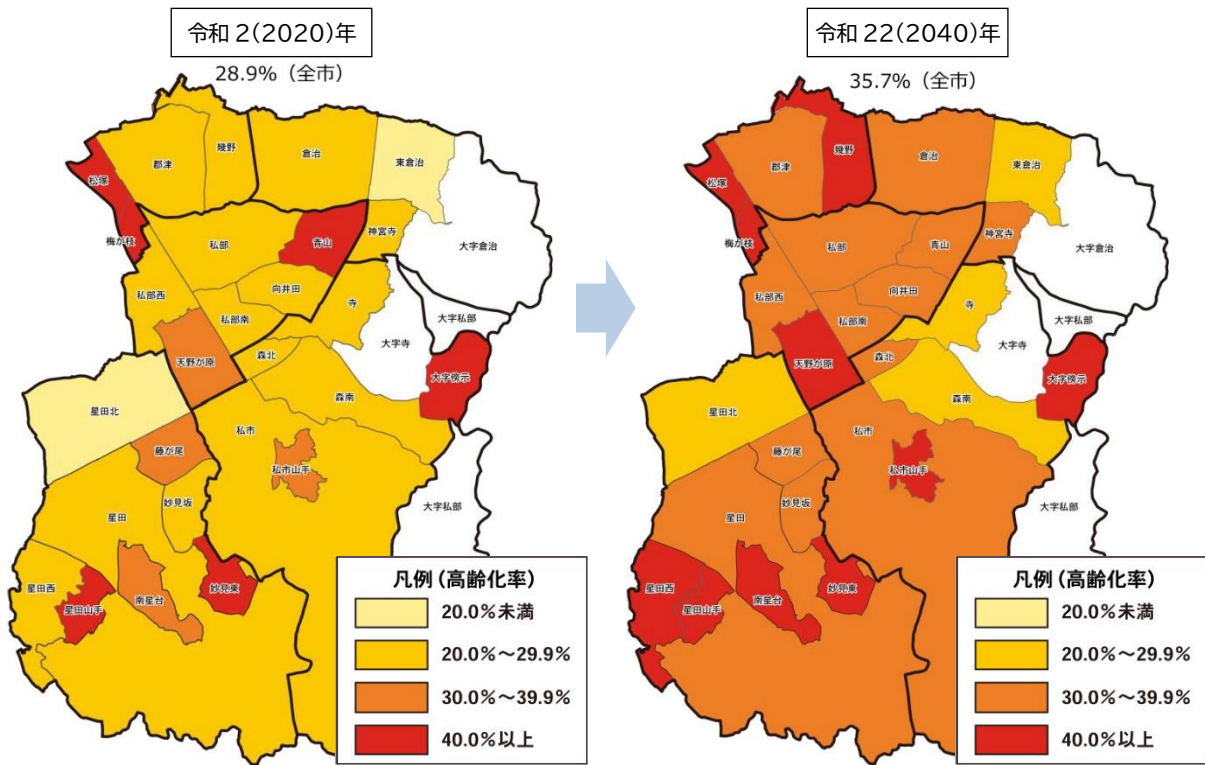 令和2(2020)年
28.9%(全市)
郡津
幾野
倉治
東倉治
松塚
梅が枝
私部
青山
神宮寺
大字倉治
私部西
向井田
寺
私部南
大字私部
大字寺
天野が原
森北
大字傍示
星田北
森南
私市
藤が尾
私市山手
妙見坂
大字私部
星田
星田西
妙見東
南星台
星田山手
凡例(高齢化率)
20.0%未満
20.0%~29.9%
30.0%~39.9%
40.0%以上
令和22(2040)年
35.7%(全市)
郡津
幾野
倉治
東倉治
松塚
梅が枝
私部
青山
神宮寺
大字倉治
私部西
向井田
寺
私部南
大字私部
大字寺
天野が原
森北
大字傍示
星田北
森南
私市
藤が尾
私市山手
妙見坂
大字私部
星田
星田西
妙見東
南星台
星田山手
凡例(高齢化率)
20.0%未満
20.0%~29.9%
30.0%~39.9%
40.0%以上